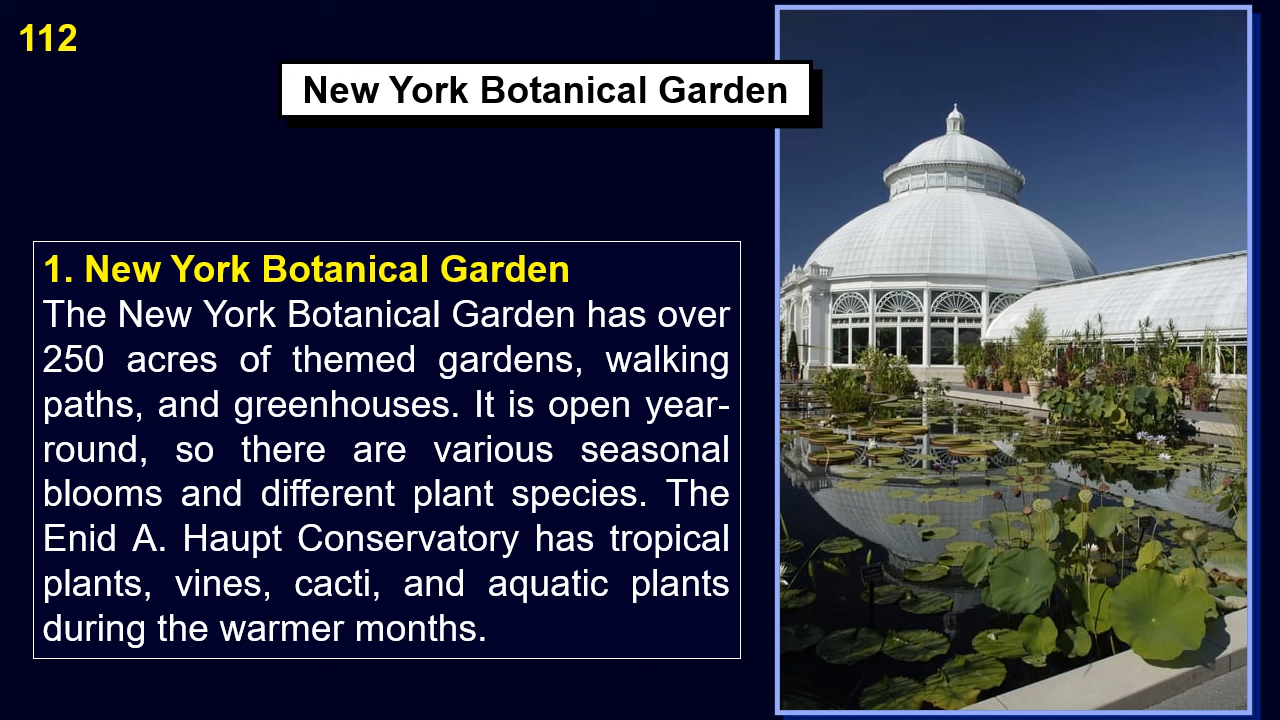 112
New York Botanical Garden
1. New York Botanical Garden
The New York Botanical Garden has over
250 acres of themed gardens, walking
paths, and greenhouses. It is open year-
round, so there are various seasonal
blooms and different plant species. The
Enid A. Haupt Conservatory has tropical
plants, vines, cacti, and aquatic plants
during the warmer months.